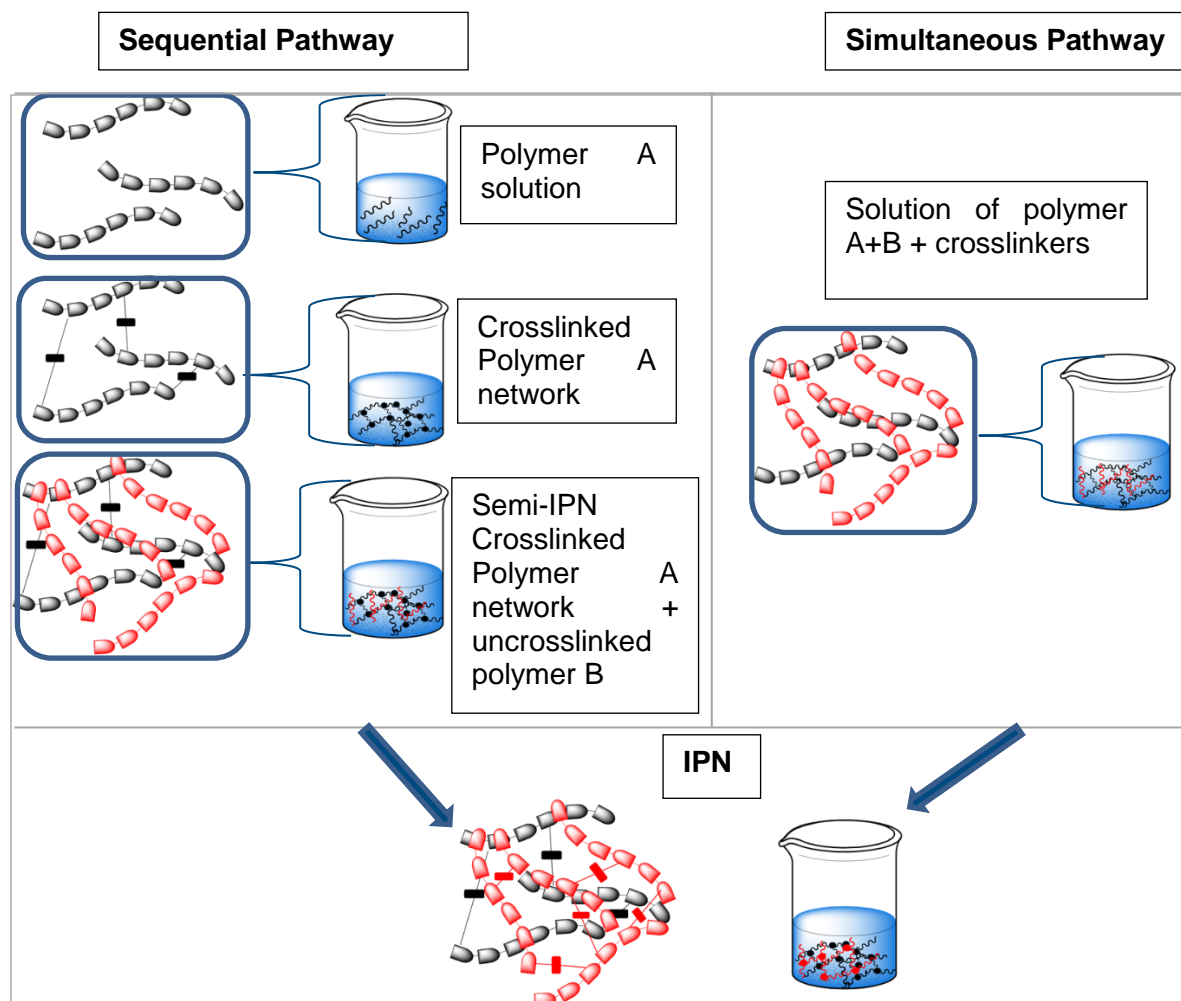 Sequential Pathway
Simultaneous Pathway
Polymer A
solution
Solution of polymer
A+B + crosslinkers
Crosslinked
Polymer A
network
Semi-IPN
Crosslinked
Polymer A
network +
uncrosslinked
polymer B
IPN